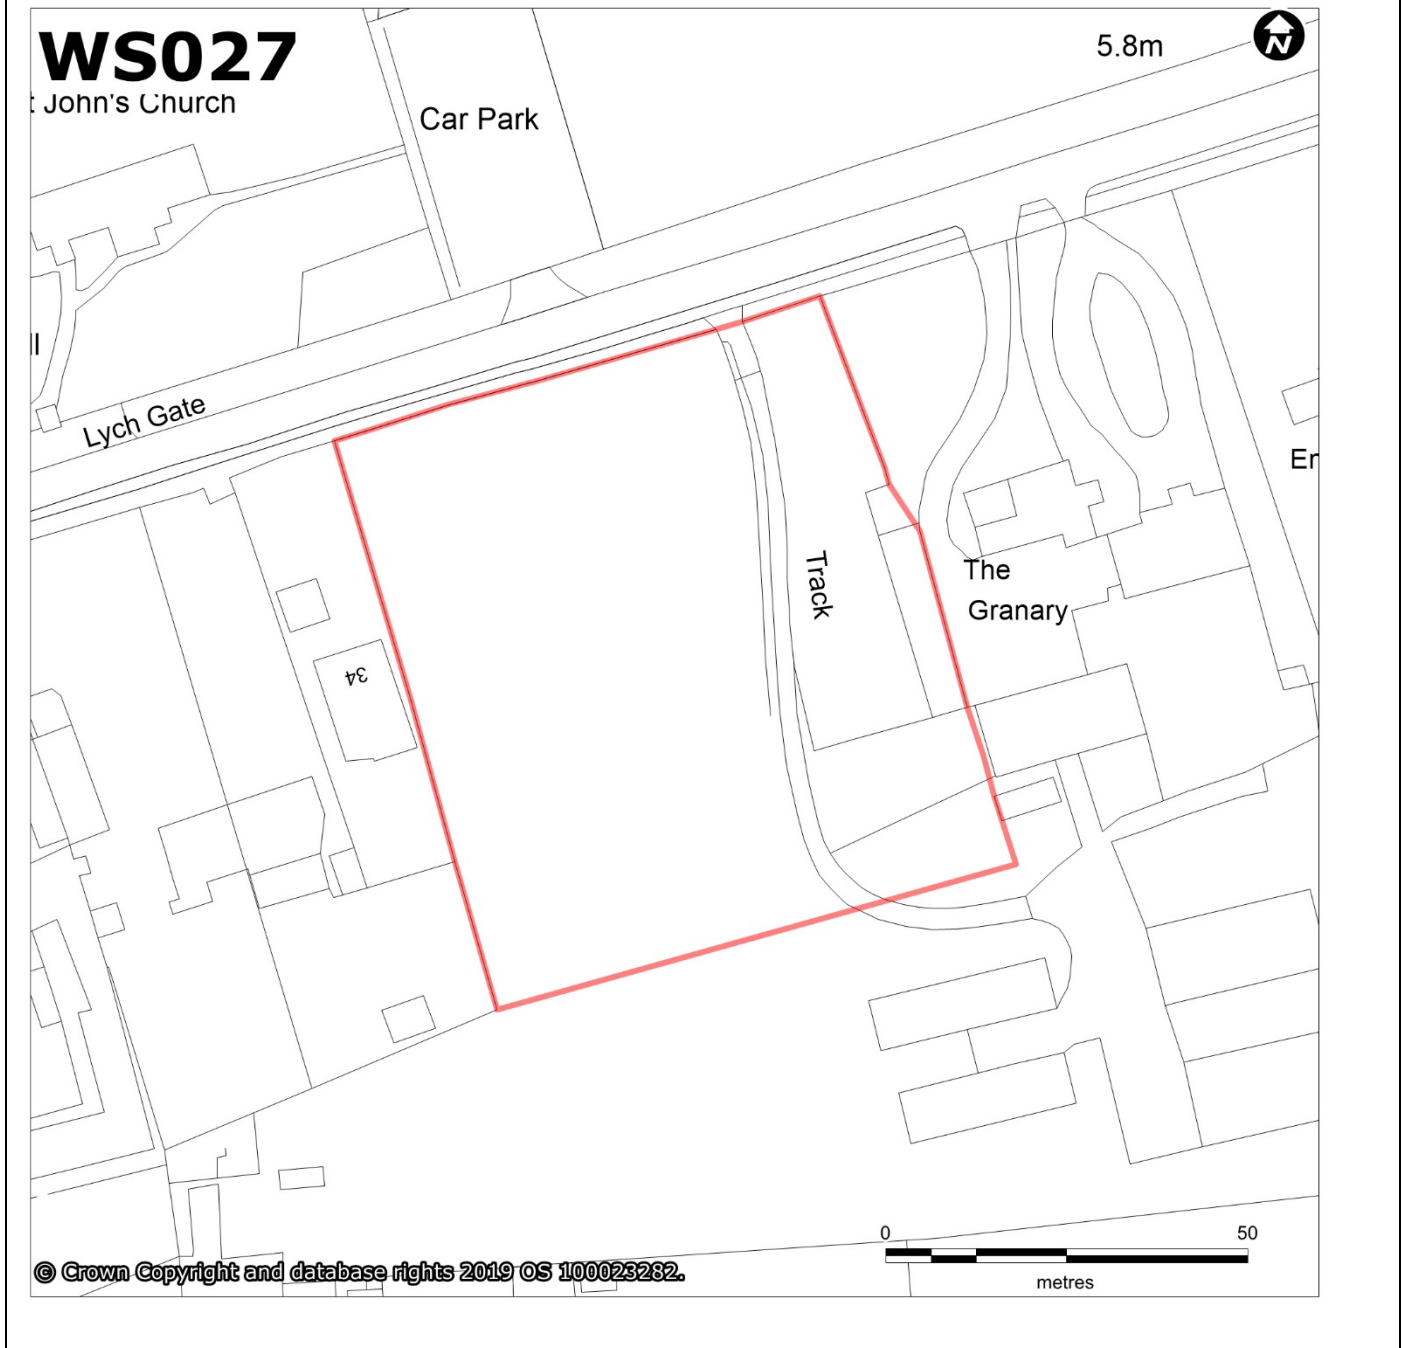 WS027
5.8m
N
t John's Church
Car Park
ll
Lych Gate
Er
Track
The
Granary
34
0
50
metres
© Crown Copyright and database rights 2019 OS 100023282.